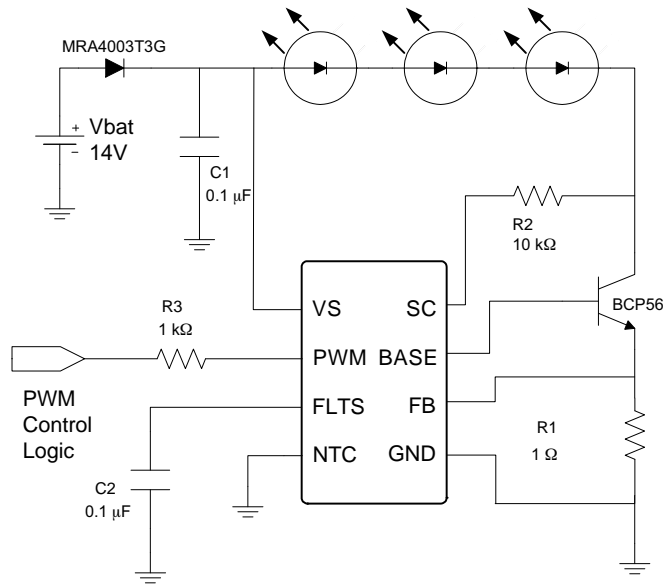 MRA4003T3G
+ Vbat
− 14V
C1
0.1 μF
R2
10 kΩ
BCP56
R3
1 kΩ
VS SC
PWM BASE
FLTS FB
NTC GND
PWM
Control
Logic
R1
1 Ω
C2
0.1 μF